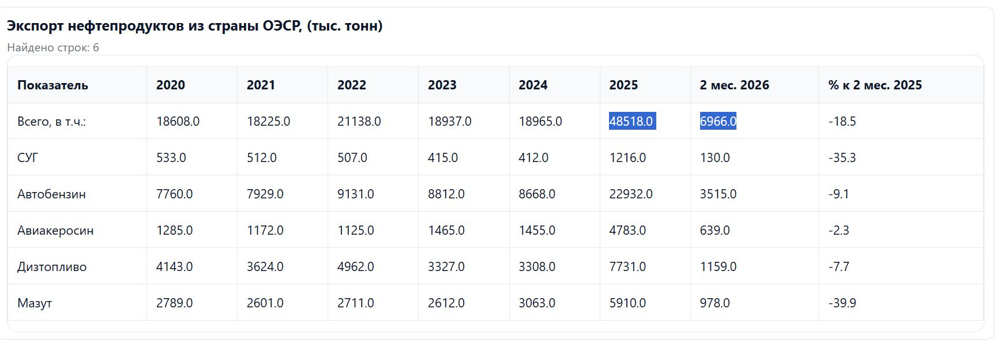 Экспорт нефтепродуктов из страны ОЭСР, (тыс. тонн)
Найдено строк: 6
Показатель 2020 2021 2022 2023 2024 2025 2 мес. 2026 % к 2 мес. 2025
Всего, в т.ч.: 18608.0 18225.0 21138.0 18937.0 18965.0 48518.0 6966.0 -18.5
СУГ 533.0 512.0 507.0 415.0 412.0 1216.0 130.0 -35.3
Автобензин 7760.0 7929.0 9131.0 8812.0 8668.0 22932.0 3515.0 -9.1
Авиакеросин 1285.0 1172.0 1125.0 1465.0 1455.0 4783.0 639.0 -2.3
Дизтопливо 4143.0 3624.0 4962.0 3327.0 3308.0 7731.0 1159.0 -7.7
Мазут 2789.0 2601.0 2711.0 2612.0 3063.0 5910.0 978.0 -39.9